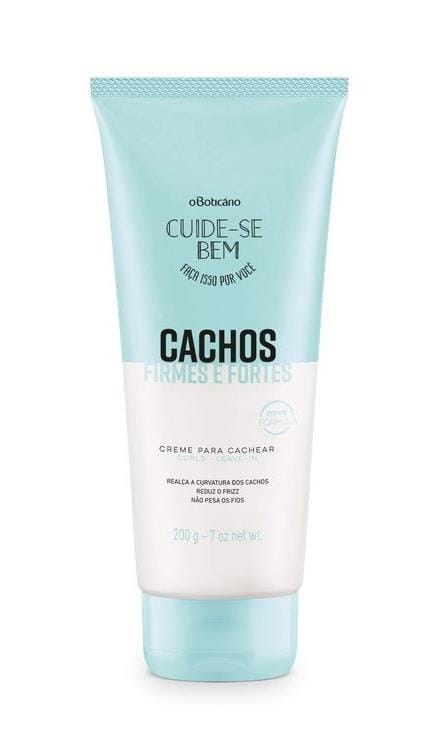 oBoticário
CUIDE-SE
BEM
FAÇA ISSO POR VOCÊ
CACHOS
FIRMES E FORTES
nova
FÓRMULA
CREME PARA CACHEAR
CURLS - LEAVE-IN
REALÇA A CURVATURA DOS CACHOS
REDUZ O FRIZZ
NÃO PESA OS FIOS
200 g – 7 oz net wt.